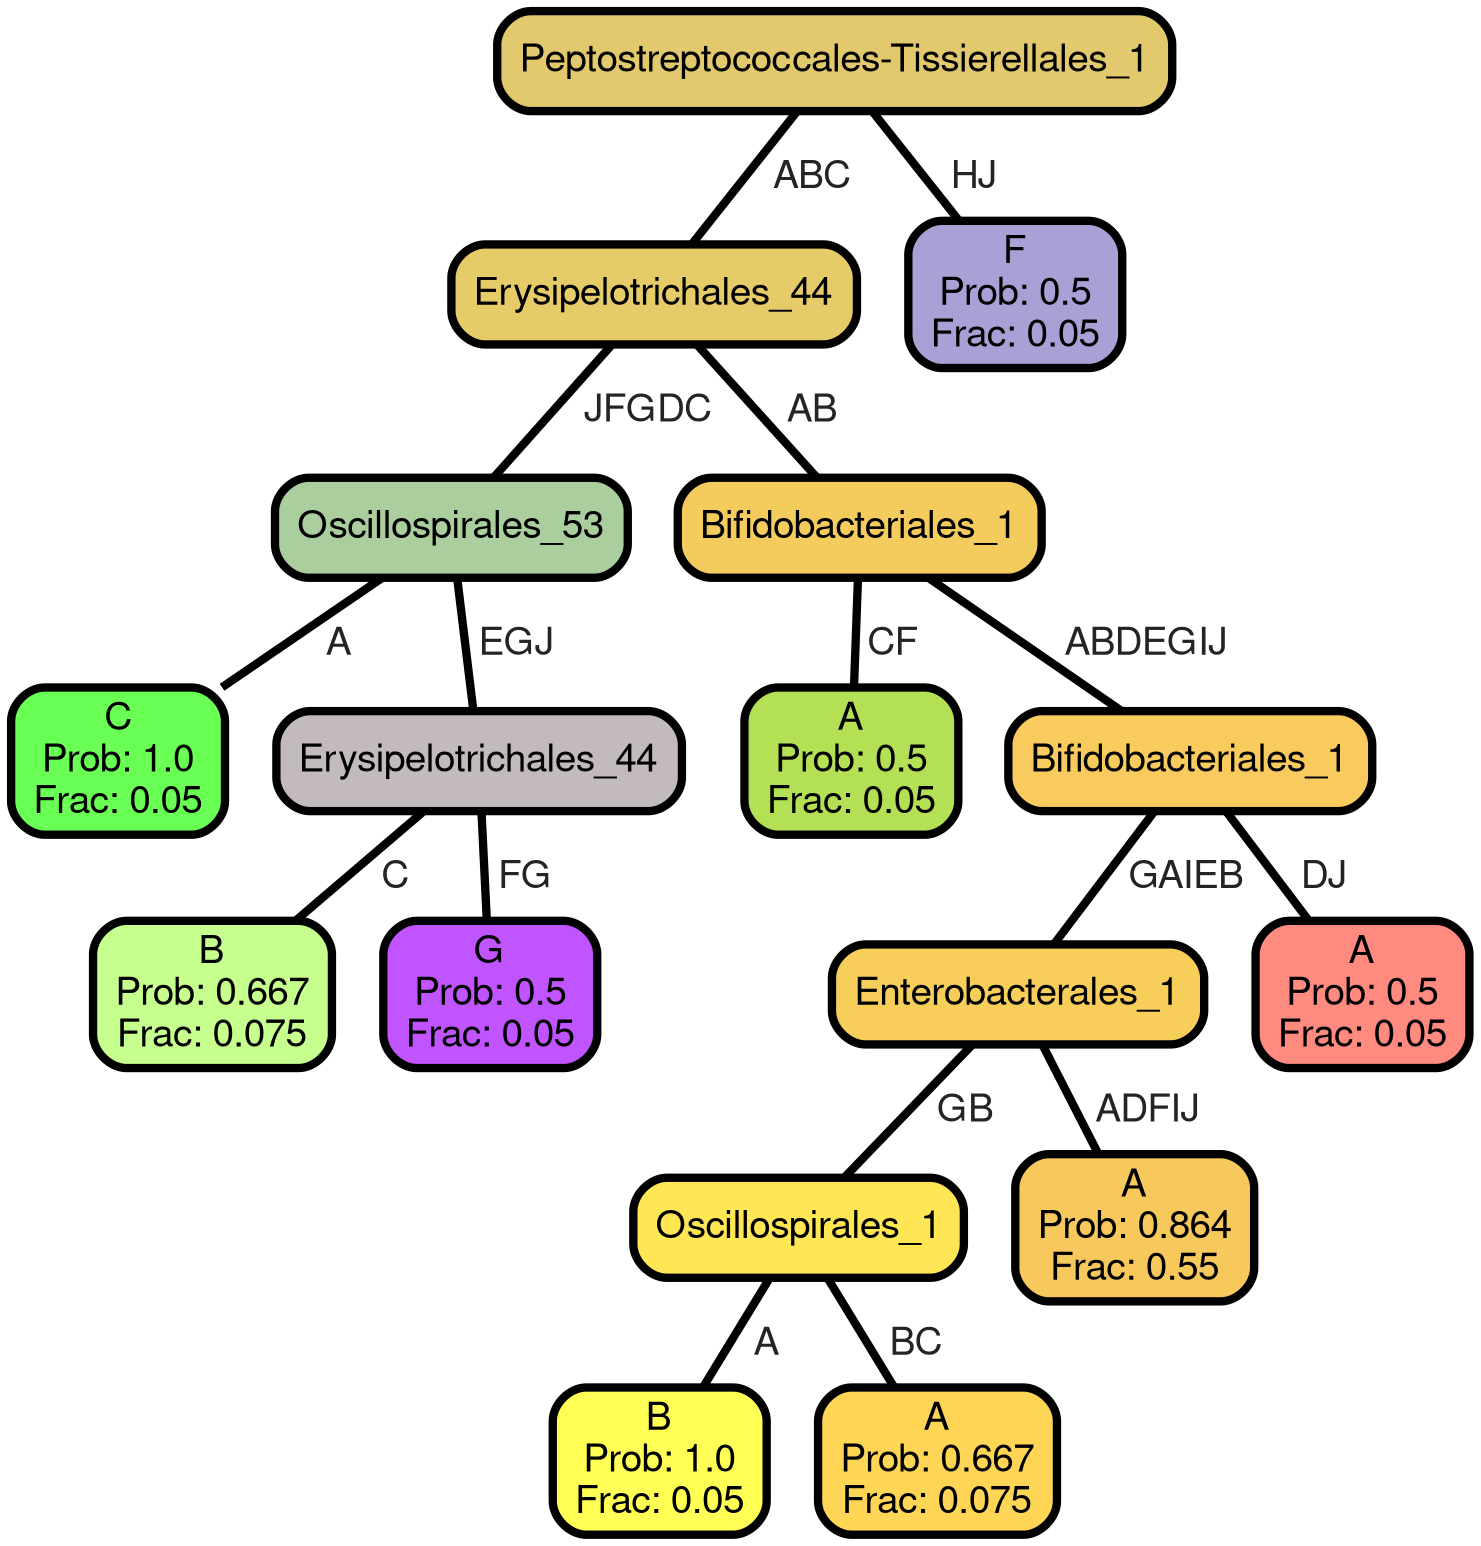 Peptostreptococcales-Tissierellales_1
ABC
HJ
Erysipelotrichales_44
F
Prob: 0.5
Frac: 0.05
JFGDC
AB
Oscillospirales_53
Bifidobacteriales_1
A
EGJ
CF
ABDEGIJ
C
Prob: 1.0
Frac: 0.05
Erysipelotrichales_44
A
Prob: 0.5
Frac: 0.05
Bifidobacteriales_1
C
FG
GAIEB
DJ
B
Prob: 0.667
Frac: 0.075
G
Prob: 0.5
Frac: 0.05
Enterobacterales_1
A
Prob: 0.5
Frac: 0.05
GB
ADFIJ
Oscillospirales_1
A
Prob: 0.864
Frac: 0.55
A
BC
B
Prob: 1.0
Frac: 0.05
A
Prob: 0.667
Frac: 0.075